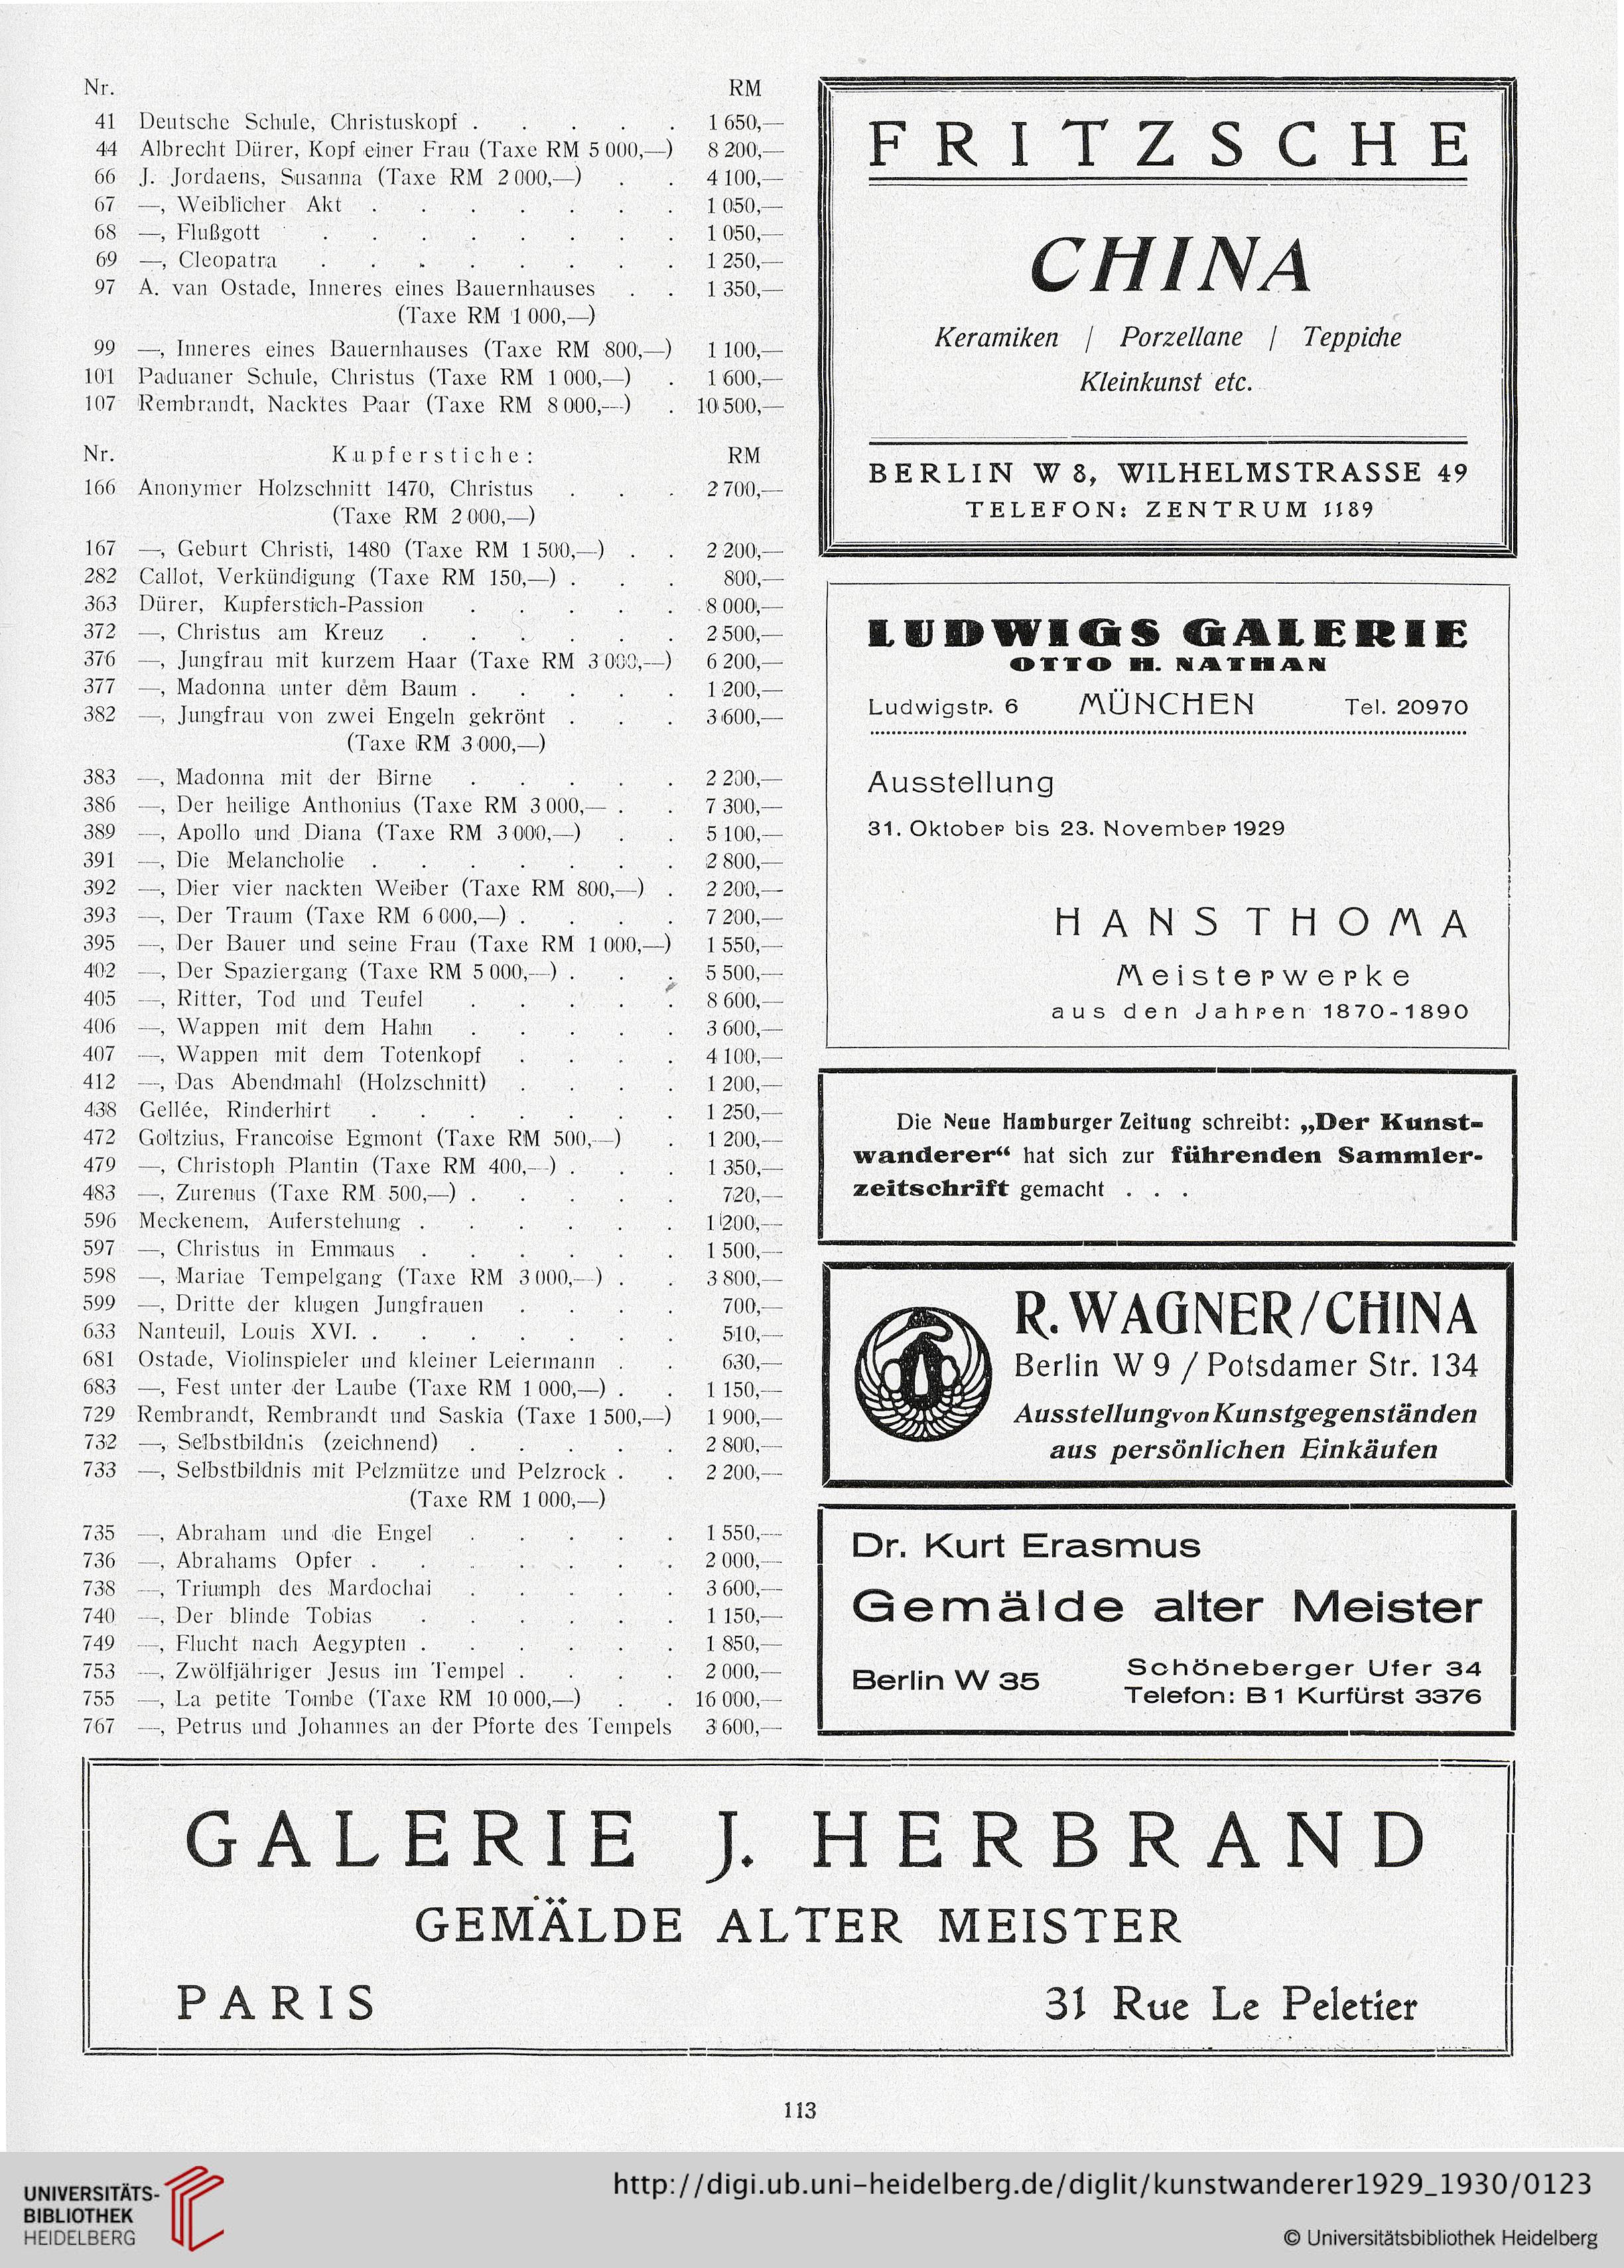 Nr. RM
41 Deutsche Schule, Christuskopf . . . . . 1 650,—
44 Albrecht Dürer, Kopf einer Frau (Taxe RM 5 000,—) 8 200,—
66 J. Jordaens, Susanna (Taxe RM 2 000,—) . . 4 100,—
67 —, Weiblicher Akt . . . . . . . 1 050,—
68 —, Flußgott . . . . . . . . 1 050,—
69 —, Cleopatra . . . . . . . . 1 250,—
97 A. van Ostade, Inneres eines Bauernhauses . . 1 350,—
(Taxe RM 1 000,—)
99 —, Inneres eines Bauernhauses (Taxe RM 800,—) 1 100,—
101 Paduaner Schule, Christus (Taxe RM 1 000,—) . 1 600,—
107 Rembrandt, Nacktes Paar (Taxe RM 8 000,—) . 10 500,—
Nr. Kupferstiche: RM
166 Anonymer Holzschnitt 1470, Christus . . . 2 700,—
(Taxe RM 2 000,—)
167 —, Geburt Christi, 1480 (Taxe RM 1 500,—) . . 2 200,—
282 Callot, Verkündigung (Taxe RM 150,—) . . . 800,—
363 Dürer, Kupferstich-Passion . . . . . 8 000,—
372 —, Christus am Kreuz . . . . . . 2 500,—
376 —, Jungfrau mit kurzem Haar (Taxe RM 3 000,—) 6 200,—
377 —, Madonna unter dem Baum . . . . . 1 200,—
382 —, Jungfrau von zwei Engeln gekrönt . . . 3 600,—
(Taxe RM 3 000,—)
383 —, Madonna mit der Birne . . . . . 2 200,—
386 —, Der heilige Anthonius (Taxe RM 3 000,— . . 7 300,—
389 —, Apollo und Diana (Taxe RM 3 000,—) . . 5 100,—
391 —, Die Melancholie . . . . . . . 2 800,—
392 —, Dier vier nackten Weiber (Taxe RM 800,—) . 2 200,—
393 —, Der Traum (Taxe RM 6 000,—) . . . . 7 200,—
395 —, Der Bauer und seine Frau (Taxe RM 1 000,—) 1 550,—
402 —, Der Spaziergang (Taxe RM 5 000,—) . . . 5 500,—
405 —, Ritter, Tod und Teufel . . . . . 8 600,—
406 —, Wappen mit dem Hahn . . . . . 3 600,—
407 —, Wappen mit dem Totenkopf . . . . 4 100,—
412 —, Das Abendmahl (Holzschnitt) . . . . 1 200,—
438 Gellée, Rinderhirt . . . . . . . 1 250,—
472 Goltzius, Francoise Egmont (Taxe RM 500,—) . 1 200,—
479 —, Christoph Plantin (Taxe RM 400,—) . . . 1 350,—
483 —, Zurenus (Taxe RM 500,—) . . . . . 720,—
596 Meckenem, Auferstehung . . . . . . 1 200,—
597 —, Christus in Emmaus . . . . . . 1 500,—
598 —, Mariae Tempelgang (Taxe RM 3 000,—) . . 3 800,—
599 —, Dritte der klugen Jungfrauen . . . . 700,—
633 Nanteuil, Louis XVI. . . . . . . . 510,—
681 Ostade, Violinspieler und kleiner Leiermann . . 630,—
683 —, Fest unter der Laube (Taxe RM 1 000,—) . . 1 150,—
729 Rembrandt, Rembrandt und Saskia (Taxe 1 500,—) 1 900,—
732 —, Selbstbildnis (zeichnend) . . . . . 2 800,—
733 —, Selbstbildnis mit Pelzmütze und Pelzrock . . 2 200,—
(Taxe RM 1 000,—)
735 —, Abraham und die Engel . . . . . 1 550,—
736 —, Abrahams Opfer . . . . . . . 2 000,—
738 —, Triumph des Mardochai . . . . . 3 600,—
740 —, Der blinde Tobias . . . . . . 1 150,—
749 —, Flucht nach Aegypten . . . . . . 1 850,—
753 —, Zwölfjähriger Jesus im Tempel . . . . 2 000,—
755 —, La petite Tombe (Taxe RM 10 000,—) . . 16 000,—
767 —, Petrus und Johannes an der Pforte des Tempels 3 600,—
FRITZSCHE
CHINA
Keramiken / Porzellane / Teppiche
Kleinkunst etc.
BERLIN W 8, WILHELMSTRASSE 49
TELEFON: ZENTRUM 1189
LUDWIGS GALERIE
OTTO H. NATHAN
Ludwigstr. 6 MÜNCHEN Tel. 20970
Ausstellung
31. Oktober bis 23. November 1929
HANS THOMA
Meisterwerke
aus den Jahren 1870-1890
Die Neue Hamburger Zeitung schreibt: „Der Kunst-
wanderer“ hat sich zur führenden Sammler-
zeitschrift gemacht . . .
R. WAGNER/CHINA
Berlin W 9 / Potsdamer Str. 134
Ausstellung von Kunstgegenständen
aus persönlichen Einkäufen
Dr. Kurt Erasmus
Gemälde alter Meister
Berlin W 35 Schöneberger Ufer 34
Telefon: B 1 Kurfürst 3376
GALERIE J. HERBRAND
GEMÄLDE ALTER MEISTER
PARIS 31 Rue Le Peletier
113
UNIVERSITÄTS-
BIBLIOTHEK
HEIDELBERG
http://digi.ub.uni-heidelberg.de/diglit/kunstwanderer1929_1930/0123
© Universitätsbibliothek Heidelberg